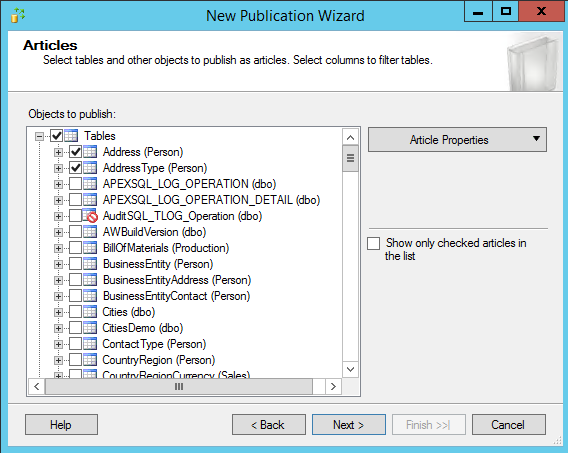 New Publication Wizard
Articles
Select tables and other objects to publish as articles. Select columns to filter tables.
Objects to publish:
Tables
Address (Person)
AddressType (Person)
APEXSQL_LOG_OPERATION (dbo)
APEXSQL_LOG_OPERATION_DETAIL (dbo)
AuditSQL_TLOG_Operation (dbo)
AWBuildVersion (dbo)
BillOfMaterials (Production)
BusinessEntity (Person)
BusinessEntityAddress (Person)
BusinessEntityContact (Person)
Cities (dbo)
CitiesDemo (dbo)
ContactType (Person)
CountryRegion (Person)
CountryRegionCurrency (Sales)
Article Properties
Show only checked articles in
the list
Help
< Back
Next >
Finish >>|
Cancel